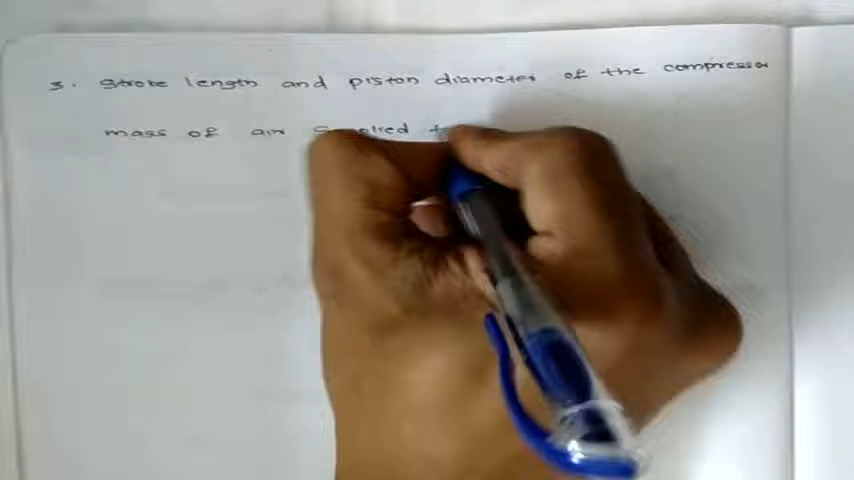 3. Stroke length and piston diameter of the compressor
mass of air